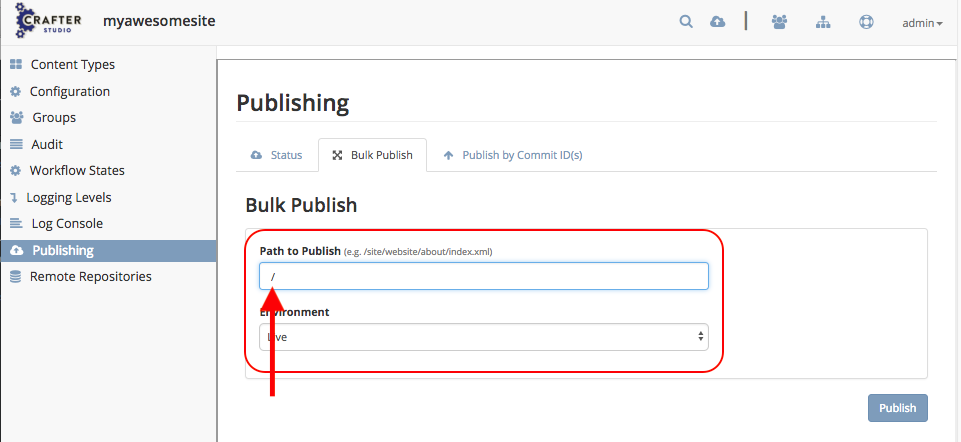 CRAFTER
STUDIO
myawesomesite
admin
Content Types
Configuration
Groups
Audit
Workflow States
Logging Levels
Log Console
Publishing
Remote Repositories
Publishing
Status
Bulk Publish
Publish by Commit ID(s)
Bulk Publish
Path to Publish (e.g. /site/website/about/index.xml)
/
Environment
Live
Publish